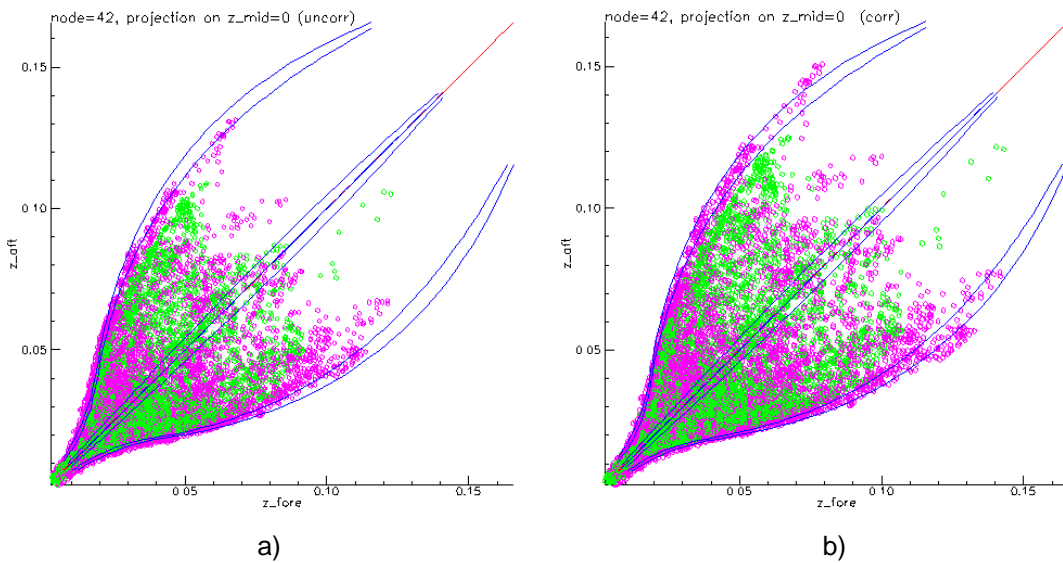 node=42, projection on z_mid=0 (uncorr)
0.15
0.10
0.05
z_aft
0 05
0.10
0.15
z_fore
a)
node=42, projection on z_mid=0 (corr)
0.15
0.10
0.05
z_aft
0 05
0.10
0.15
z_fore
b)